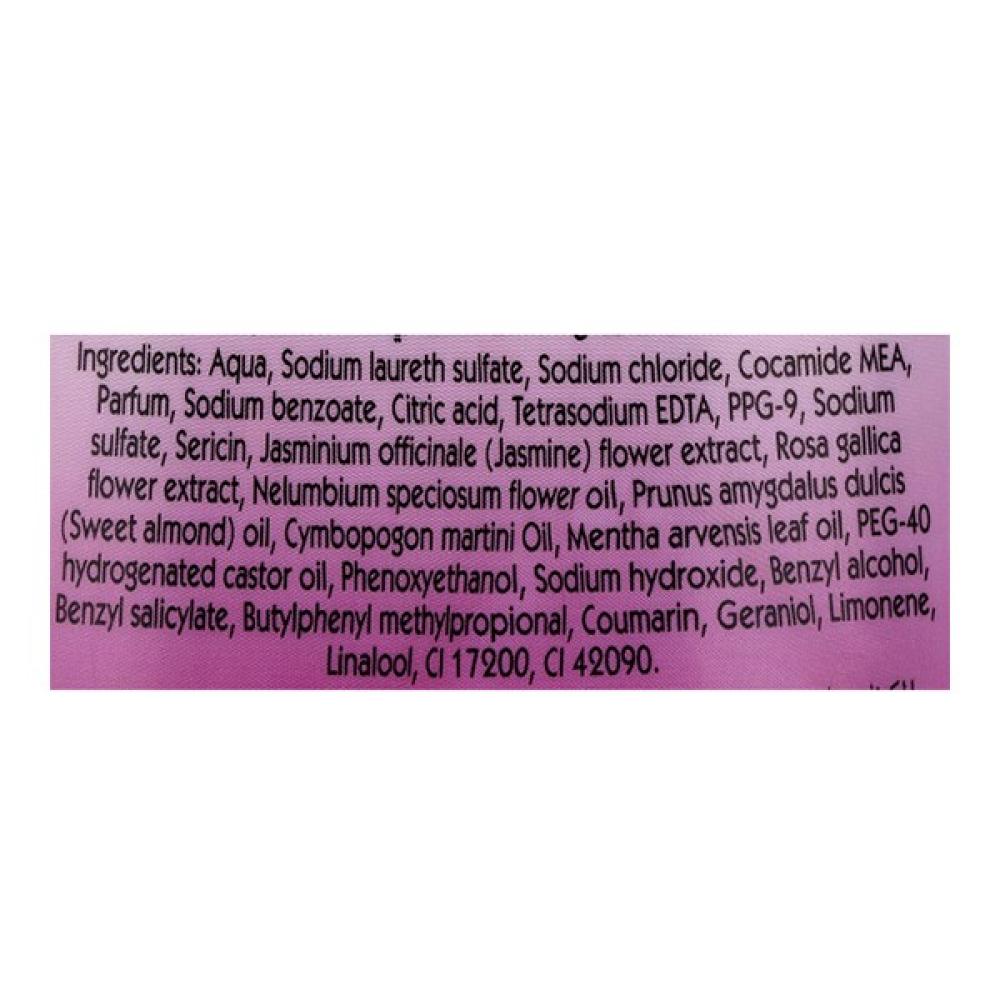 Ingredients: Aqua, Sodium laureth sulfate, Sodium chloride, Cocamide MEA,
Parfum, Sodium benzoate, Citric acid, Tetrasodium EDTA, PPG-9, Sodium
sulfate, Sericin, Jasminium officinale (Jasmine) flower extract, Rosa gallica
flower extract, Nelumbium speciosum flower oil, Prunus amygdalus dulcis
(Sweet almond) oil, Cymbopogon martini Oil, Mentha arvensis leaf oil, PEG-40
hydrogenated castor oil, Phenoxyethanol, Sodium hydroxide, Benzyl alcohol,
Benzyl salicylate, Butylphenyl methylpropional, Coumarin, Geraniol, Limonene,
Linalool, CI 17200, CI 42090.